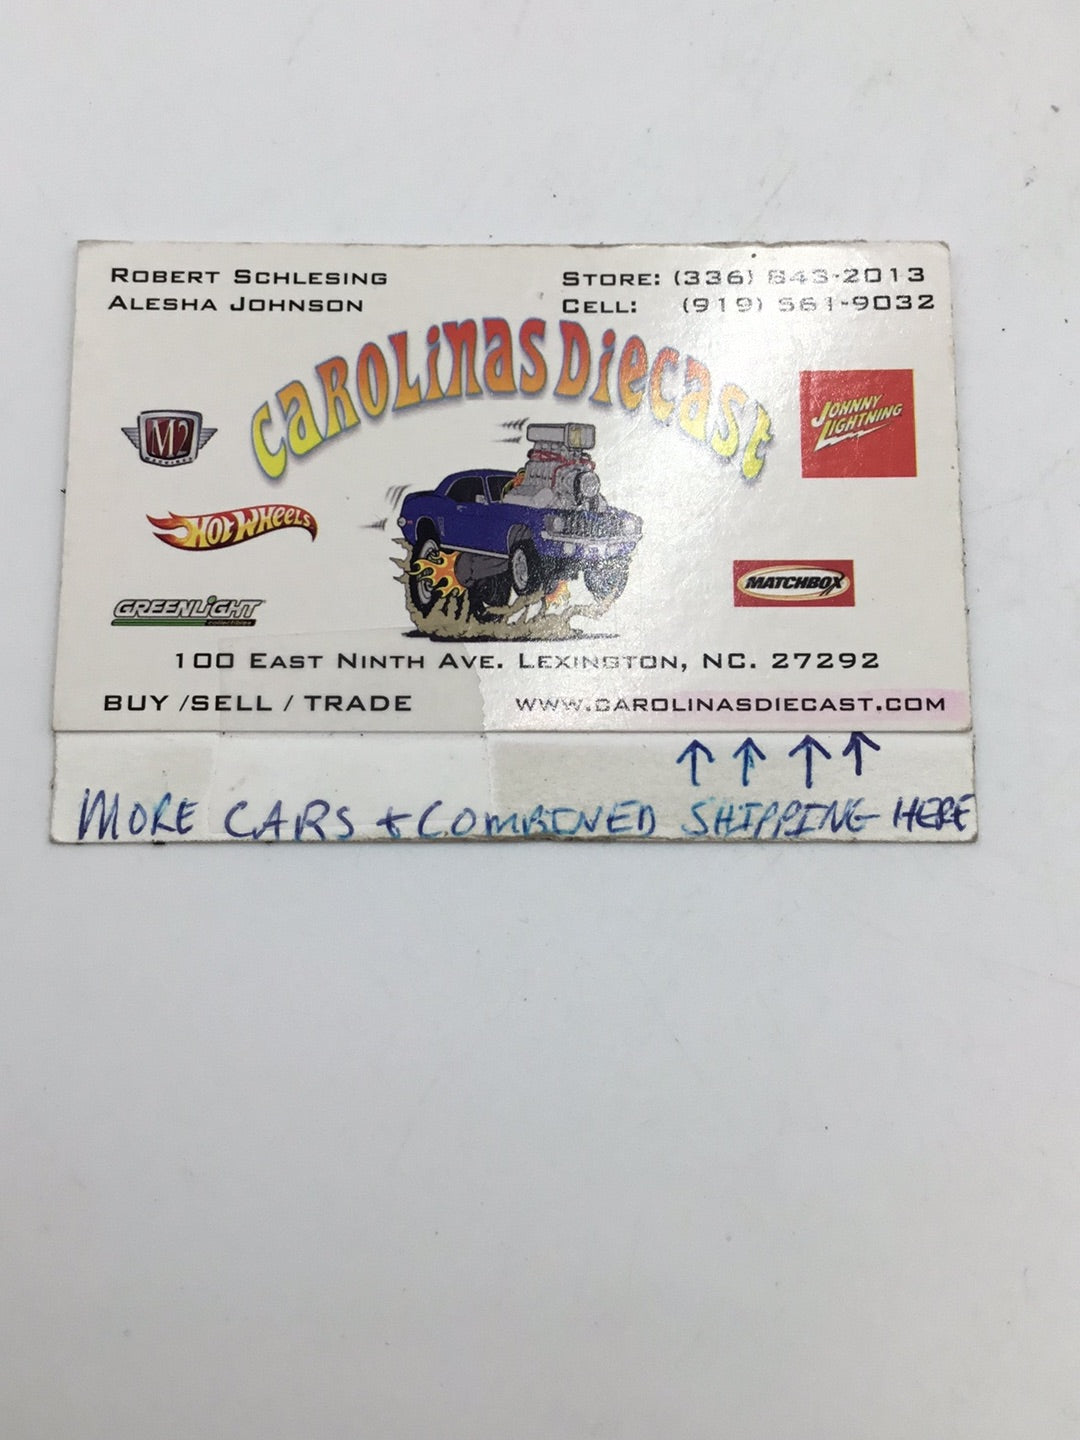 ROBERT SCHLESING
ALESHA JOHNSON
STORE: (336) 843-2013
CELL: (919) 561-9032
CAROLINAS DIECAST
M2
MACHINES
JOHNNY
LIGHTNING
HOT WHEELS
MATCHBOX
GREENLIGHT
collectibles
100 EAST NINTH AVE. LEXINGTON, NC. 27292
BUY /SELL / TRADE
WWW.CAROLINASDIECAST.COM
MORE CARS + COMBINED SHIPPING HERE